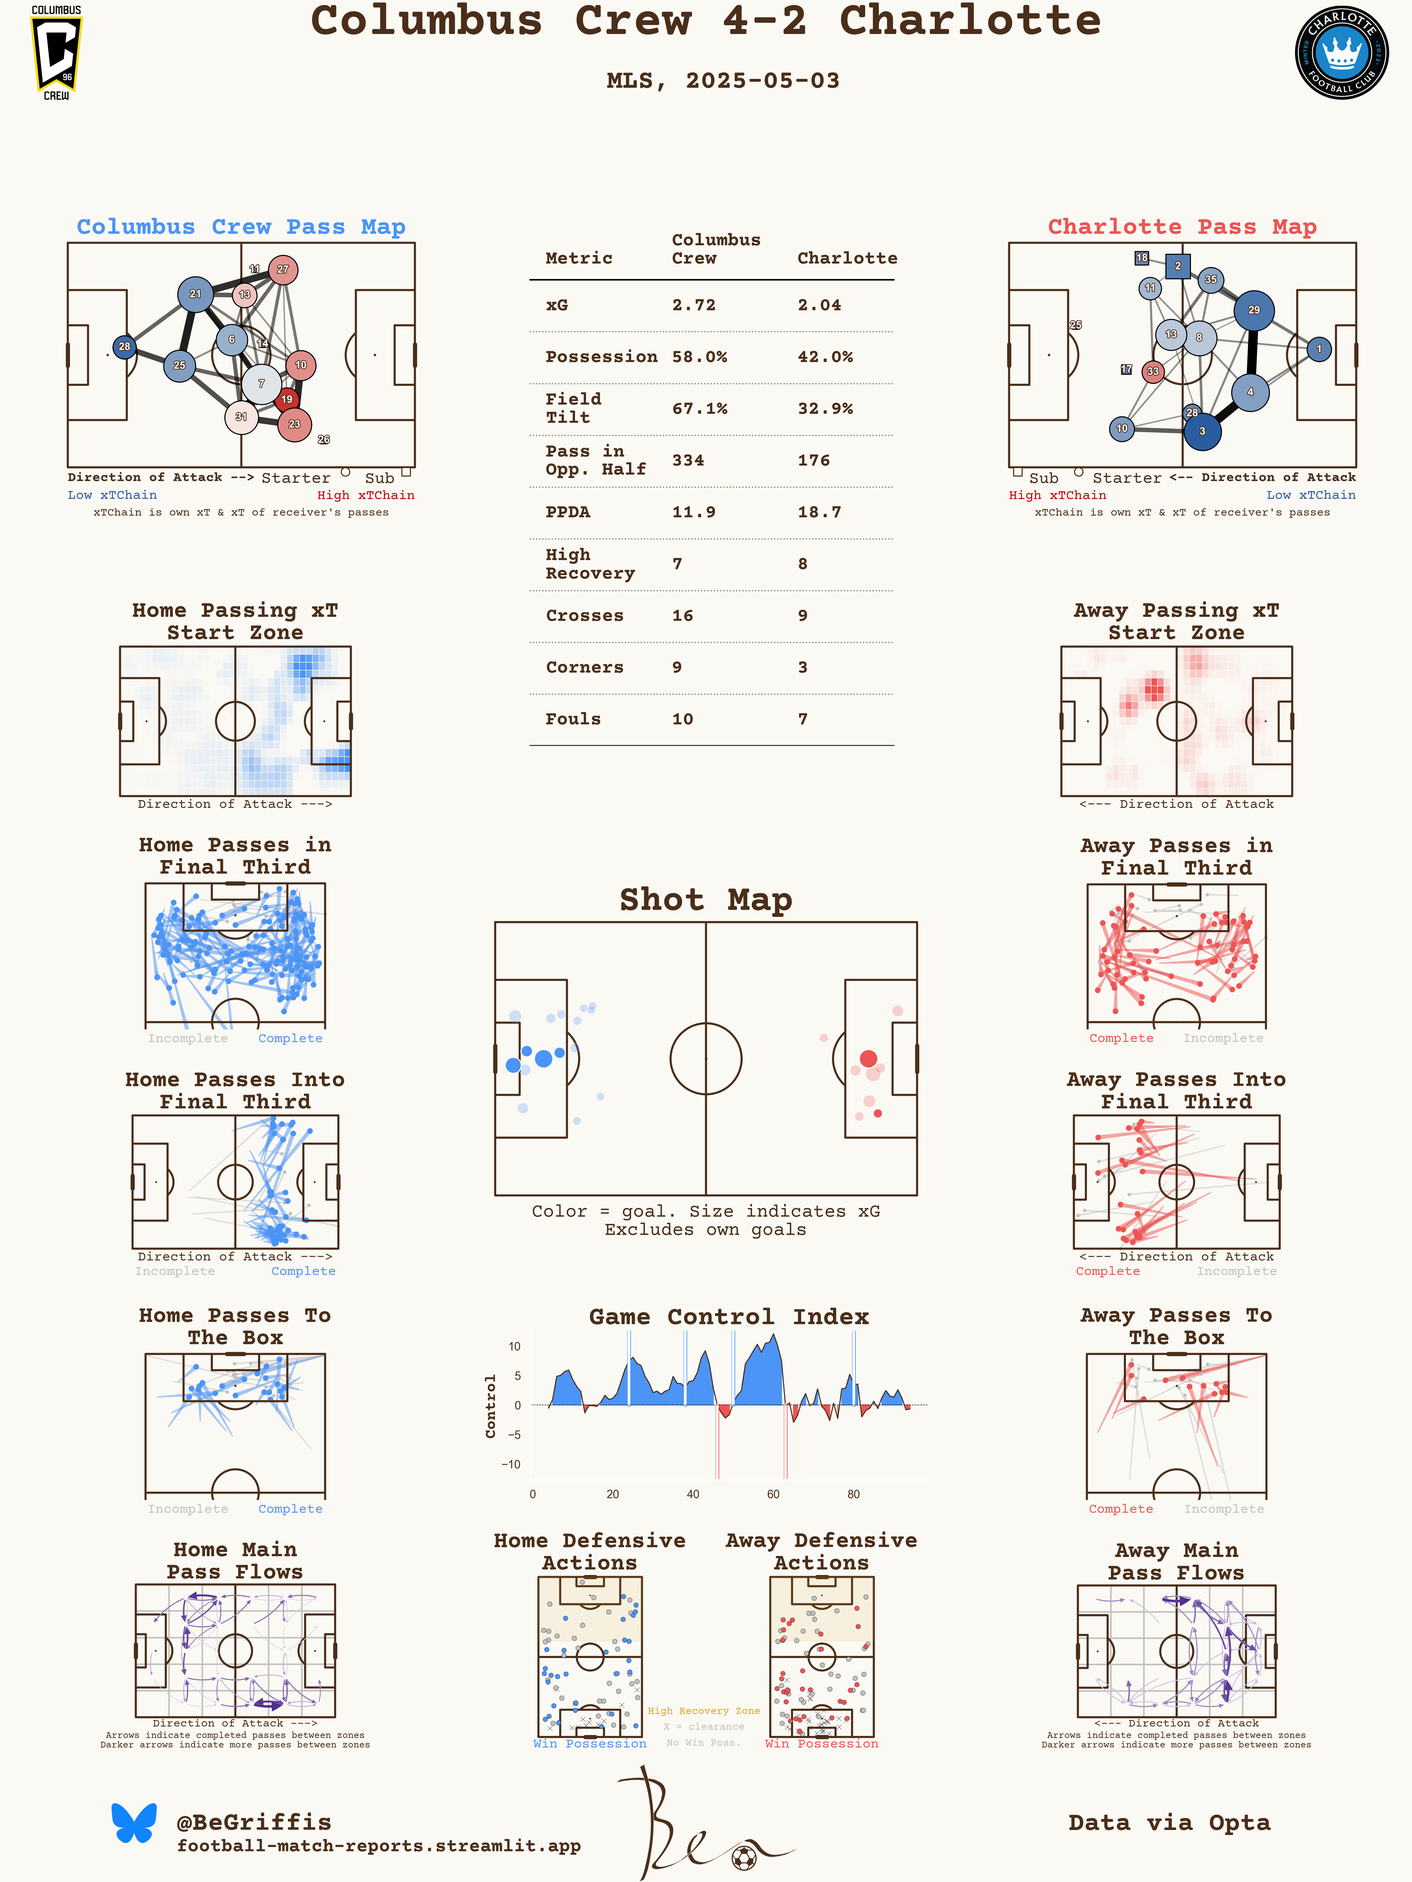 Columbus Crew 4-2 Charlotte
MLS, 2025-05-03
COLUMBUS
96
CREW
CHARLOTTE
MINTED
2022
FOOTBALL CLUB
Columbus Crew Pass Map
11
27
21
13
6
14
28
25
10
7
19
31
23
26
Direction of Attack --> Starter Sub
Low xTChain High xTChain
xTChain is own xT & xT of receiver's passes
Metric Columbus Crew Charlotte
xG 2.72 2.04
Possession 58.0% 42.0%
Field Tilt 67.1% 32.9%
Pass in Opp. Half 334 176
PPDA 11.9 18.7
High Recovery 7 8
Crosses 16 9
Corners 9 3
Fouls 10 7
Charlotte Pass Map
18
2
35
11
29
25
13
8
1
17
33
4
28
10
3
Sub Starter <-- Direction of Attack
High xTChain Low xTChain
xTChain is own xT & xT of receiver's passes
Home Passing xT
Start Zone
Direction of Attack --->
Away Passing xT
Start Zone
<--- Direction of Attack
Home Passes in
Final Third
Incomplete Complete
Away Passes in
Final Third
Complete Incomplete
Shot Map
Color = goal. Size indicates xG
Excludes own goals
Home Passes Into
Final Third
Direction of Attack --->
Incomplete Complete
Away Passes Into
Final Third
<--- Direction of Attack
Complete Incomplete
Home Passes To
The Box
Incomplete Complete
Game Control Index
Control
10
5
0
−5
−10
0 20 40 60 80
Away Passes To
The Box
Complete Incomplete
Home Main
Pass Flows
Direction of Attack --->
Arrows indicate completed passes between zones
Darker arrows indicate more passes between zones
Home Defensive
Actions
Win Possession
High Recovery Zone
X = clearance
No Win Poss.
Away Defensive
Actions
Win Possession
Away Main
Pass Flows
<--- Direction of Attack
Arrows indicate completed passes between zones
Darker arrows indicate more passes between zones
@BeGriffis
football-match-reports.streamlit.app
Ben
Data via Opta